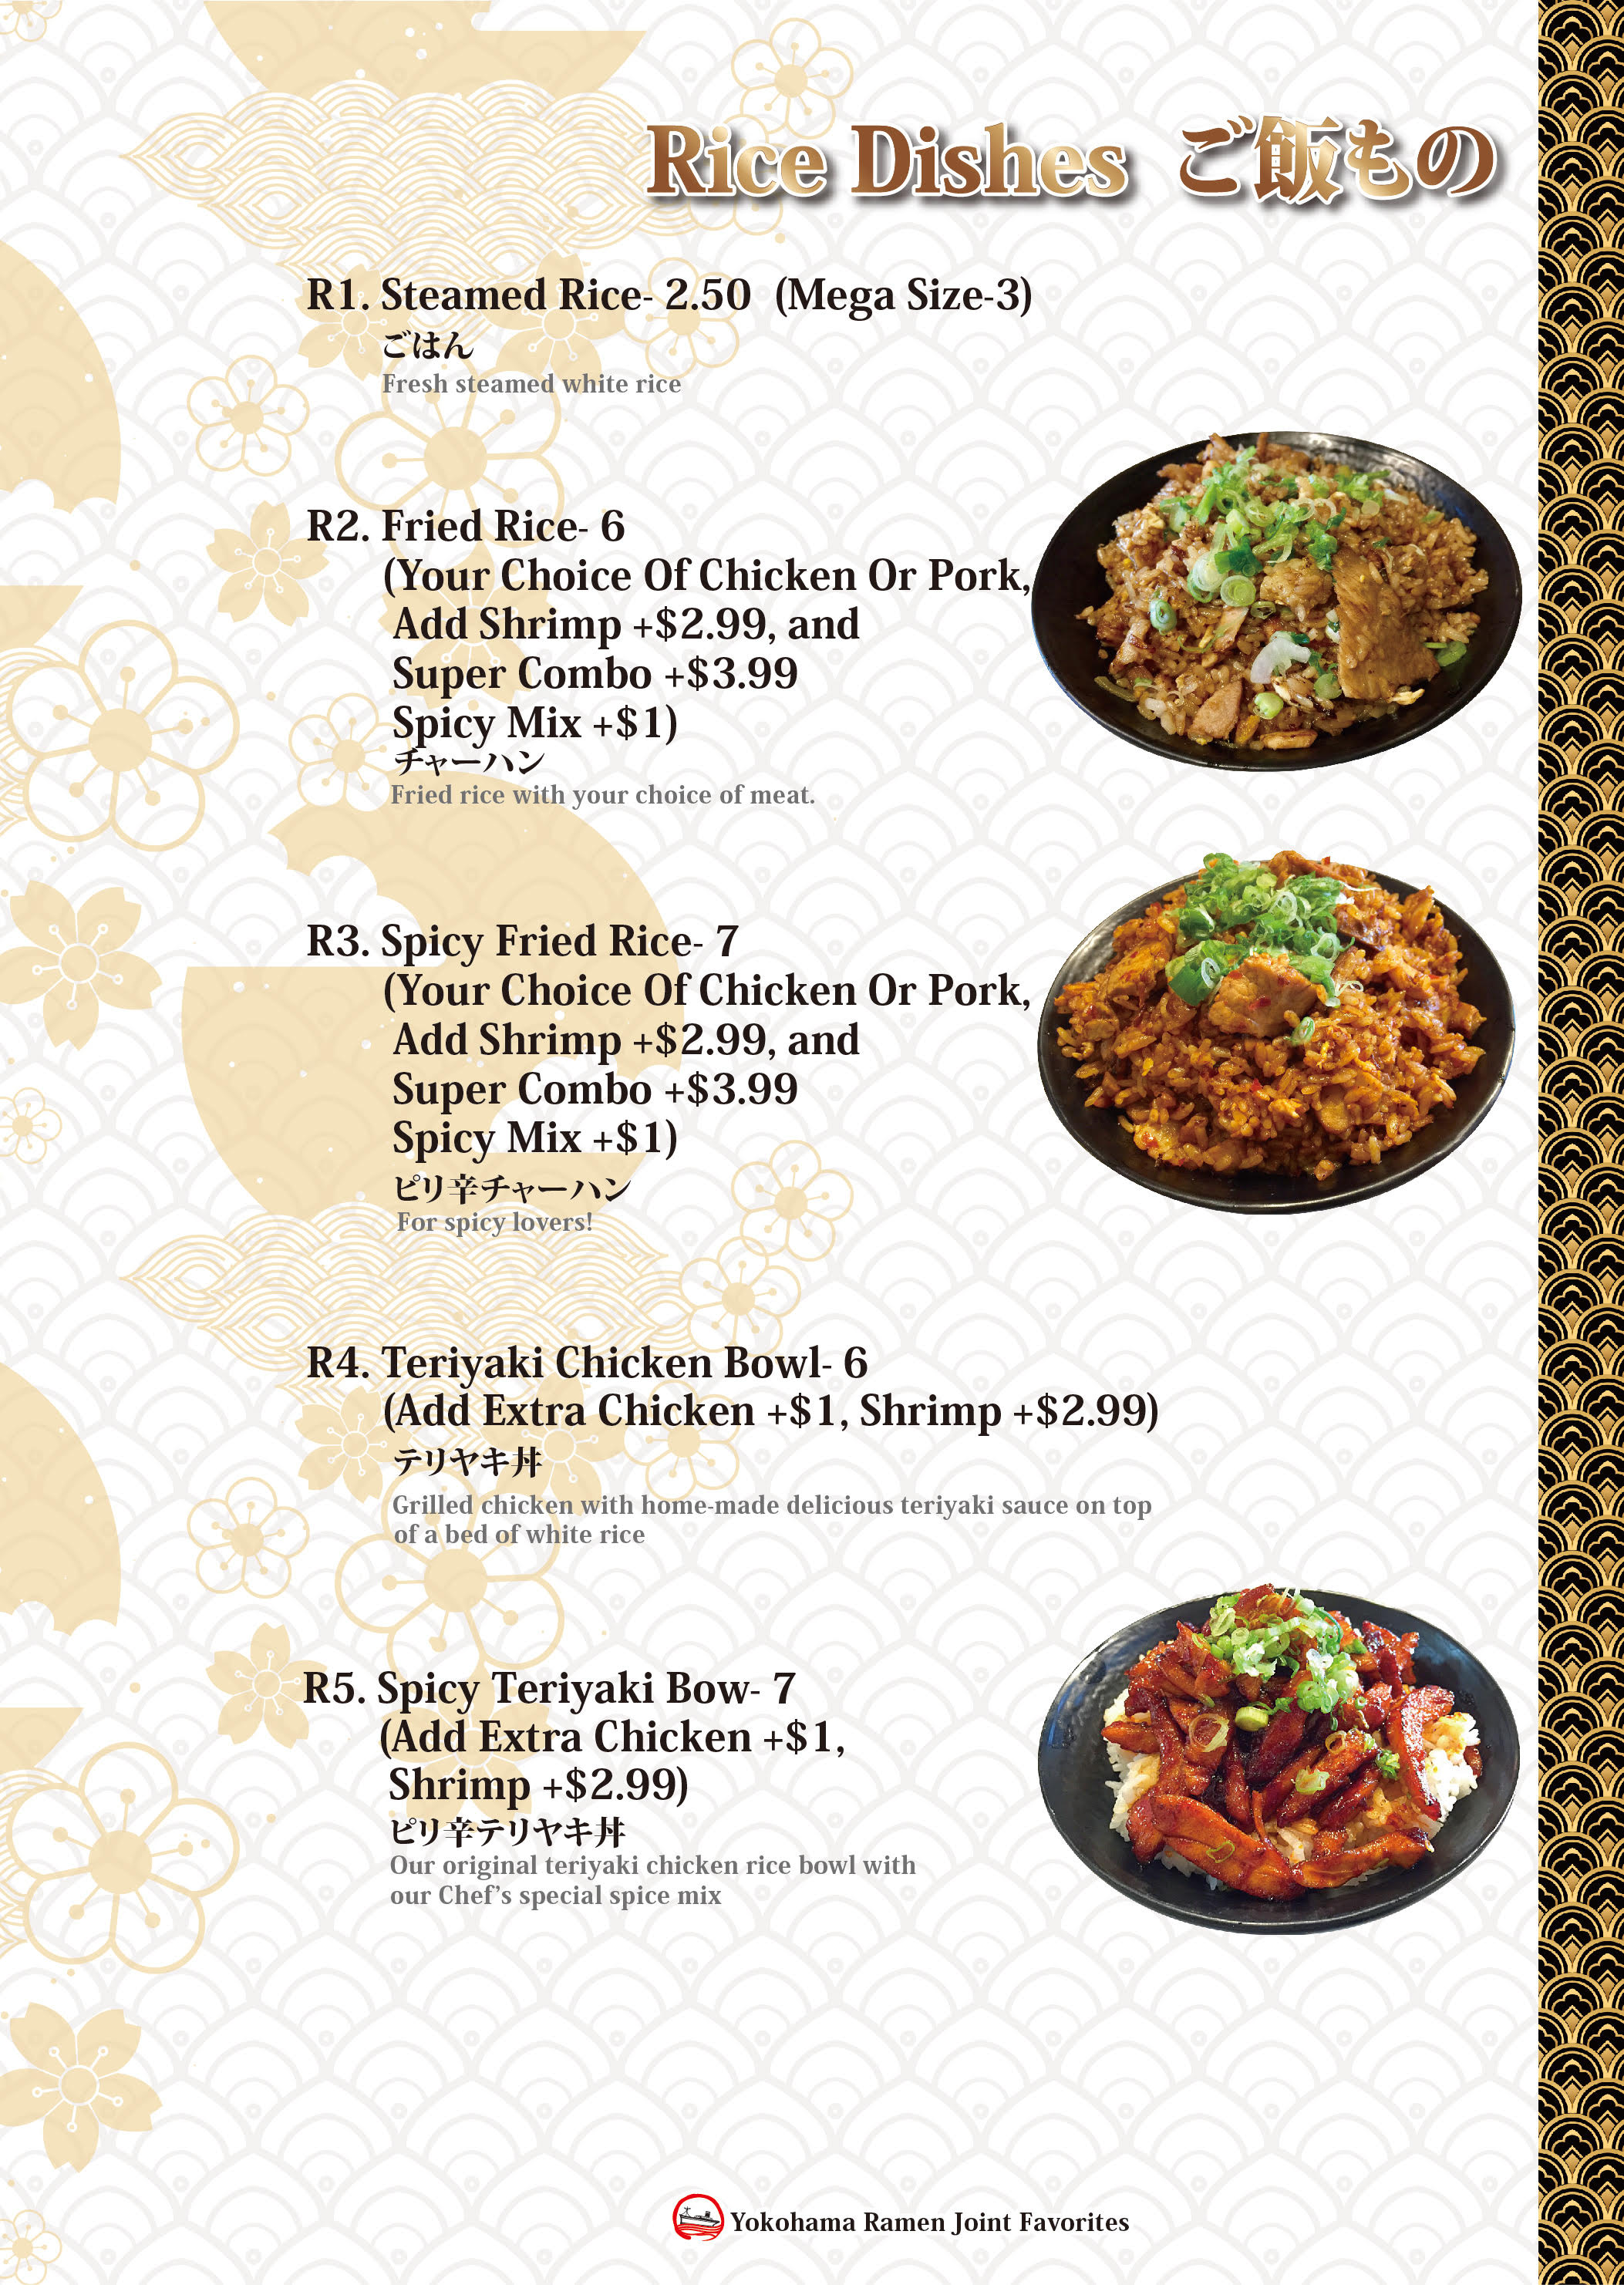 Rice Dishes ご飯もの
R1. Steamed Rice- 2.50 (Mega Size-3)
ごはん
Fresh steamed white rice
R2. Fried Rice- 6
(Your Choice Of Chicken Or Pork,
Add Shrimp +$2.99, and
Super Combo +$3.99
Spicy Mix +$1)
チャーハン
Fried rice with your choice of meat.
R3. Spicy Fried Rice- 7
(Your Choice Of Chicken Or Pork,
Add Shrimp +$2.99, and
Super Combo +$3.99
Spicy Mix +$1)
ピリ辛チャーハン
For spicy lovers!
R4. Teriyaki Chicken Bowl- 6
(Add Extra Chicken +$1, Shrimp +$2.99)
テリヤキ丼
Grilled chicken with home-made delicious teriyaki sauce on top
of a bed of white rice
R5. Spicy Teriyaki Bow- 7
(Add Extra Chicken +$1,
Shrimp +$2.99)
ピリ辛テリヤキ丼
Our original teriyaki chicken rice bowl with
our Chef’s special spice mix
Yokohama Ramen Joint Favorites